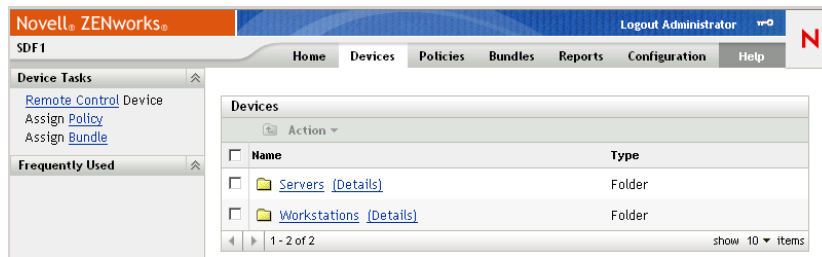 Novell® ZENworks®
Logout Administrator
SDF1
Home Devices Policies Bundles Reports Configuration Help
N
Device Tasks
Remote Control Device
Assign Policy
Assign Bundle
Frequently Used
Devices
Action
Name Type
Servers (Details) Folder
Workstations (Details) Folder
1 - 2 of 2 show 10 items